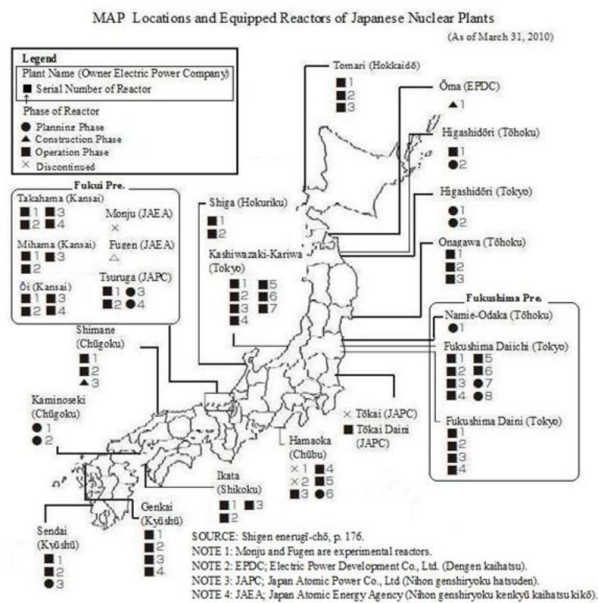 MAP Locations and Equipped Reactors of Japanese Nuclear Plants
(As of March 31, 2010)
Legend
Plant Name (Owner Electric Power Company)
■ Serial Number of Reactor
↑
Phase of Reactor
● Planning Phase
▲ Construction Phase
■ Operation Phase
× Discontinued
Tomari (Hokkaidō)
■ 1
■ 2
■ 3
Ōma (EPDC)
▲ 1
Higashidōri (Tōhoku)
■ 1
● 2
Higashidōri (Tokyo)
● 1
● 2
Onagawa (Tōhoku)
■ 1
■ 2
■ 3
Fukui Pre.
Takahama (Kansai)
■ 1 ■ 3
■ 2 ■ 4
Monju (JAEA)
×
Mihama (Kansai)
■ 1 ■ 3
■ 2
Fugen (JAEA)
△
Ōi (Kansai)
■ 1 ■ 3
■ 2 ■ 4
Tsuruga (JAPC)
■ 1 ● 3
■ 2 ● 4
Shiga (Hokuriku)
■ 1
■ 2
Kashiwazaki-Kariwa
(Tokyo)
■ 1 ■ 5
■ 2 ■ 6
■ 3 ■ 7
■ 4
Fukushima Pre.
Namie-Odaka (Tōhoku)
● 1
Fukushima Daiichi (Tokyo)
■ 1 ■ 5
■ 2 ■ 6
■ 3 ● 7
■ 4 ● 8
Fukushima Daini (Tokyo)
■ 1
■ 2
■ 3
■ 4
Shimane
(Chūgoku)
■ 1
■ 2
▲ 3
Kaminoseki
(Chūgoku)
● 1
● 2
× Tōkai (JAPC)
■ Tōkai Daini
(JAPC)
Hamaoka
(Chūbu)
× 1 ■ 4
× 2 ■ 5
■ 3 ● 6
Ikata
(Shikoku)
■ 1 ■ 3
■ 2
Genkai
(Kyūshū)
■ 1
■ 2
■ 3
■ 4
Sendai
(Kyūshū)
■ 1
■ 2
● 3
SOURCE: Shigen enerugī-chō, p. 176.
NOTE 1: Monju and Fugen are experimental reactors.
NOTE 2: EPDC; Electric Power Development Co., Ltd. (Dengen kaihatsu).
NOTE 3: JAPC; Japan Atomic Power Co., Ltd (Nihon genshiryoku hatsuden).
NOTE 4: JAEA; Japan Atomic Energy Agency (Nihon genshiryoku kenkyū kaihatsu kikō).